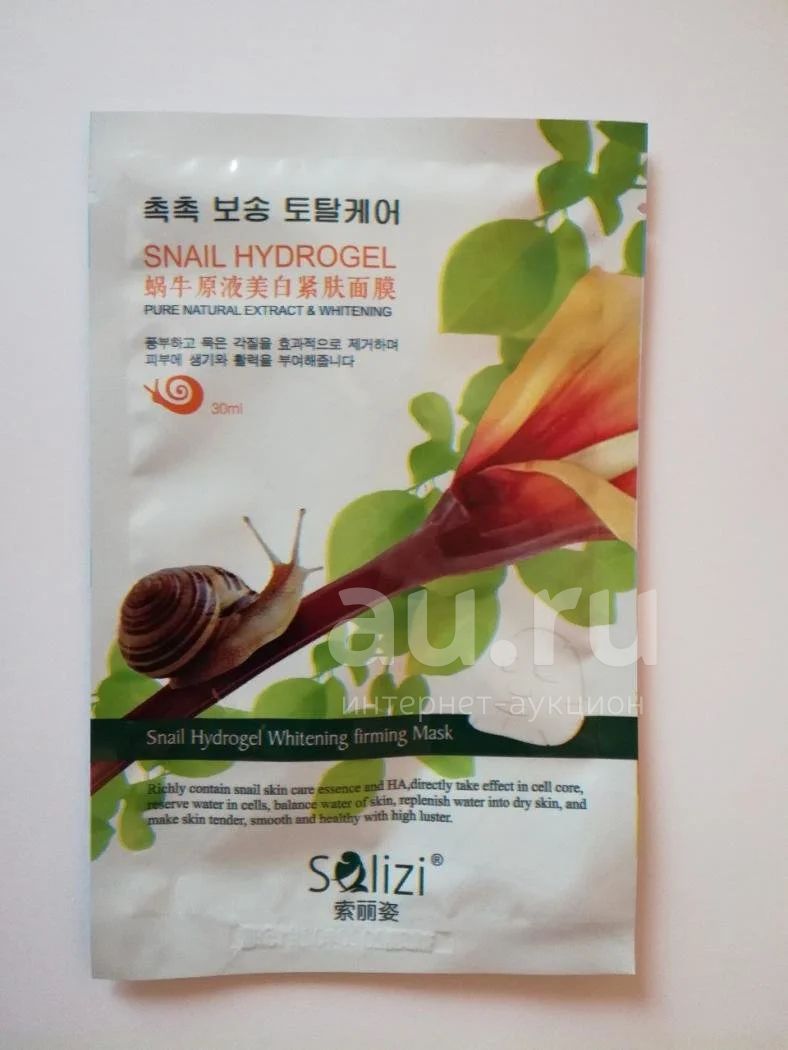 촉촉 보송 토탈케어
SNAIL HYDROGEL
蜗牛原液美白紧肤面膜
PURE NATURAL EXTRACT & WHITENING
풍부하고 묵은 각질을 효과적으로 제거하며
피부에 생기와 활력을 부여해줍니다
30ml
au.ru
интернет-аукцион
Snail Hydrogel Whitening firming Mask
Richly contain snail skin care essence and HA,directly take effect in cell core,
reserve water in cells, balance water of skin, replenish water into dry skin, and
make skin tender, smooth and healthy with high luster.
Solizi®
索丽姿